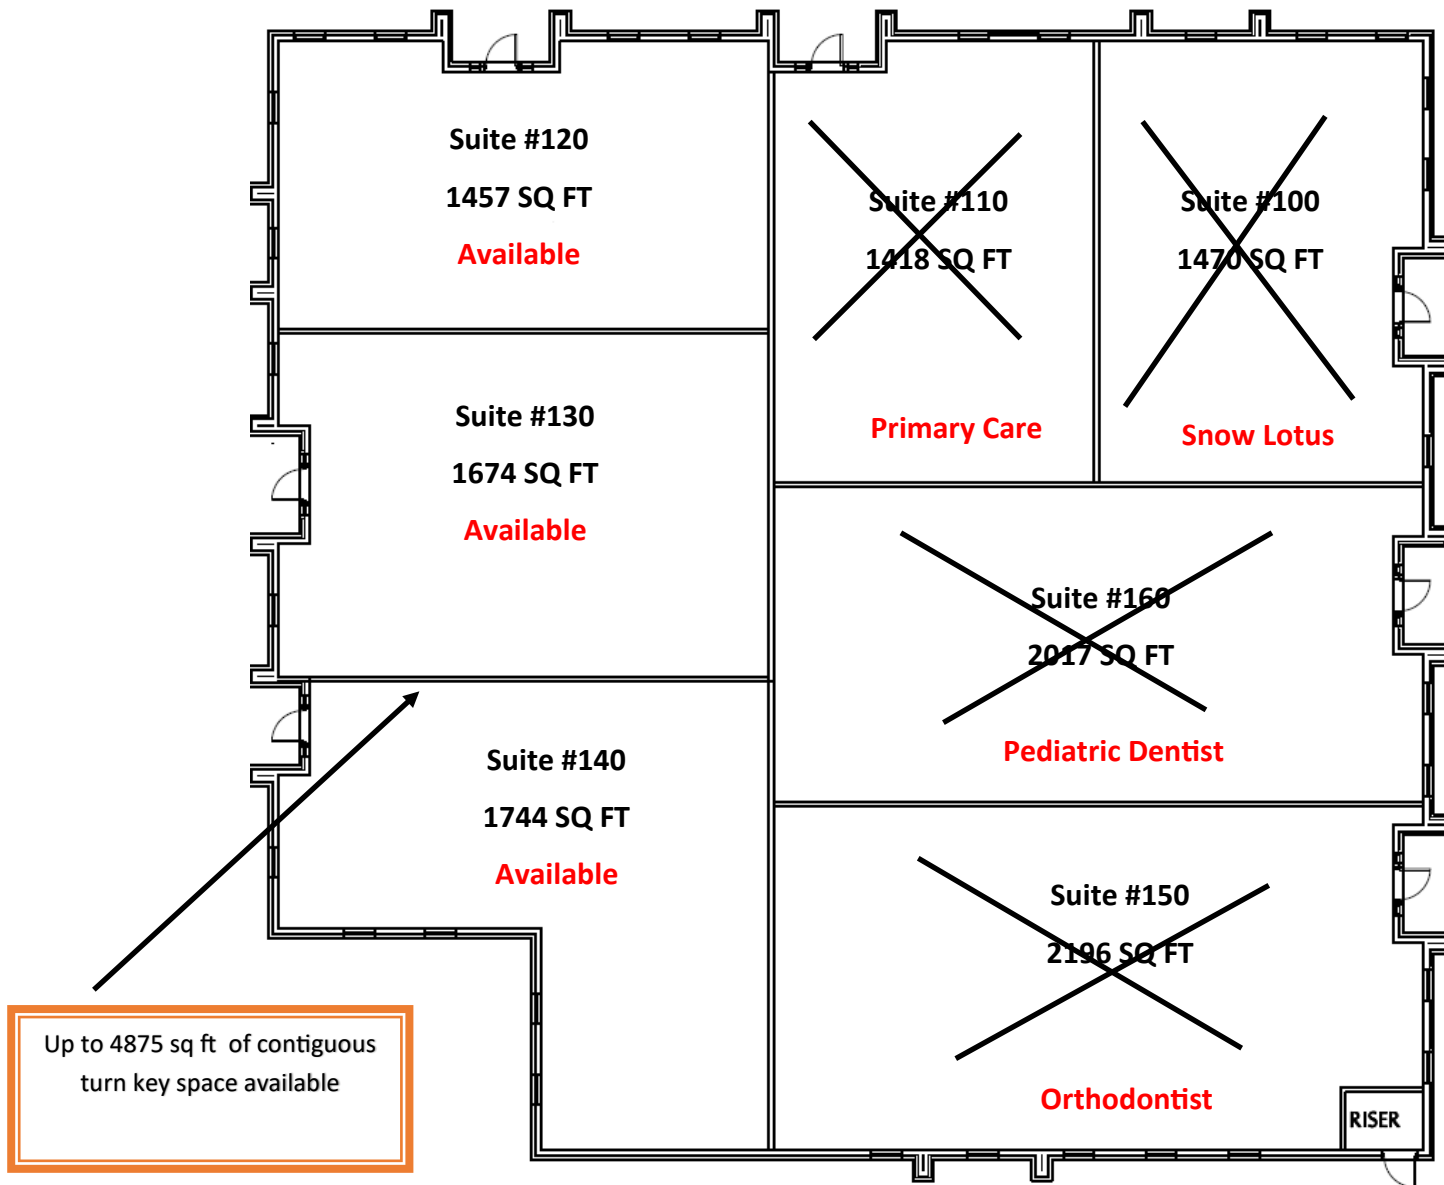 Suite #120
1457 SQ FT
Available
Suite #110
1418 SQ FT
Primary Care
Suite #100
1470 SQ FT
Snow Lotus
Suite #130
1674 SQ FT
Available
Suite #160
2017 SQ FT
Pediatric Dentist
Suite #140
1744 SQ FT
Available
Suite #150
2196 SQ FT
Orthodontist
RISER
Up to 4875 sq ft of contiguous
turn key space available